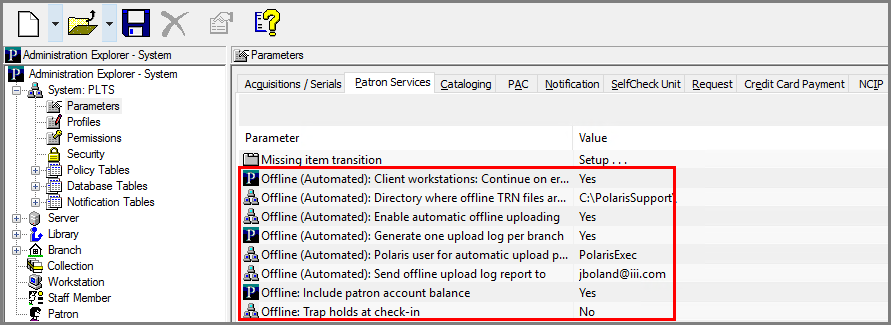 Administration Explorer - System
Parameters
Administration Explorer - System
System: PLTS
Parameters
Profiles
Permissions
Security
Policy Tables
Database Tables
Notification Tables
Server
Library
Branch
Collection
Workstation
Staff Member
Patron
Acquisitions / Serials Patron Services Cataloging PAC Notification SelfCheck Unit Request Credit Card Payment NCIP
Parameter Value
Missing item transition Setup . . .
Offline (Automated): Client workstations: Continue on er... Yes
Offline (Automated): Directory where offline TRN files ar... C:\PolarisSupport\
Offline (Automated): Enable automatic offline uploading Yes
Offline (Automated): Generate one upload log per branch Yes
Offline (Automated): Polaris user for automatic upload p... PolarisExec
Offline (Automated): Send offline upload log report to jboland@iii.com
Offline: Include patron account balance Yes
Offline: Trap holds at check-in No